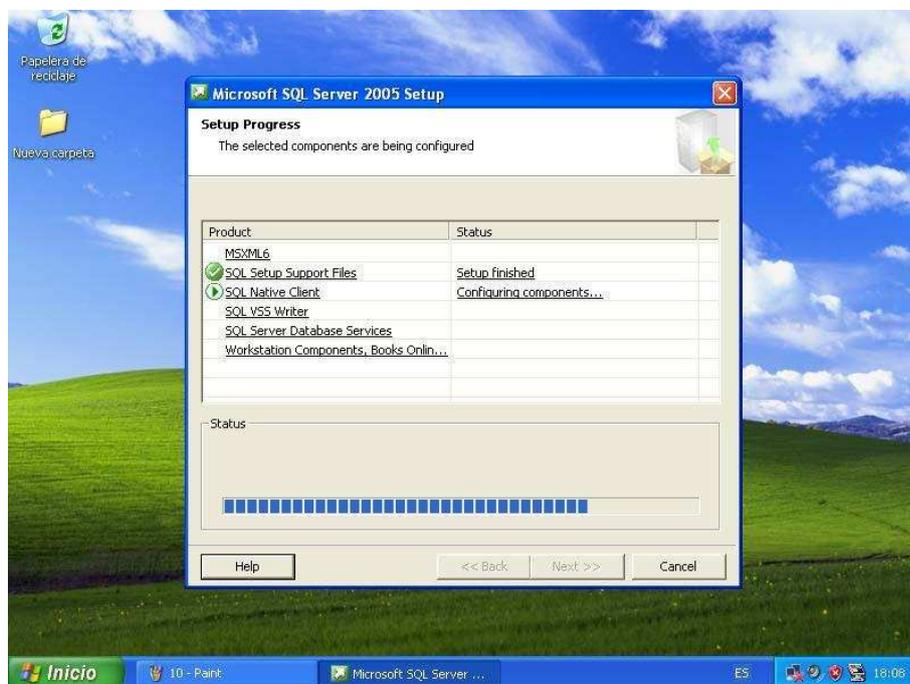 Papelera de
reciclaje
Nueva carpeta
Microsoft SQL Server 2005 Setup
Setup Progress
The selected components are being configured
Product Status
MSXML6
SQL Setup Support Files Setup finished
SQL Native Client Configuring components...
SQL VSS Writer
SQL Server Database Services
Workstation Components, Books Onlin...
Status
Help << Back Next >> Cancel
Inicio 10 - Paint Microsoft SQL Server ... ES 18:08